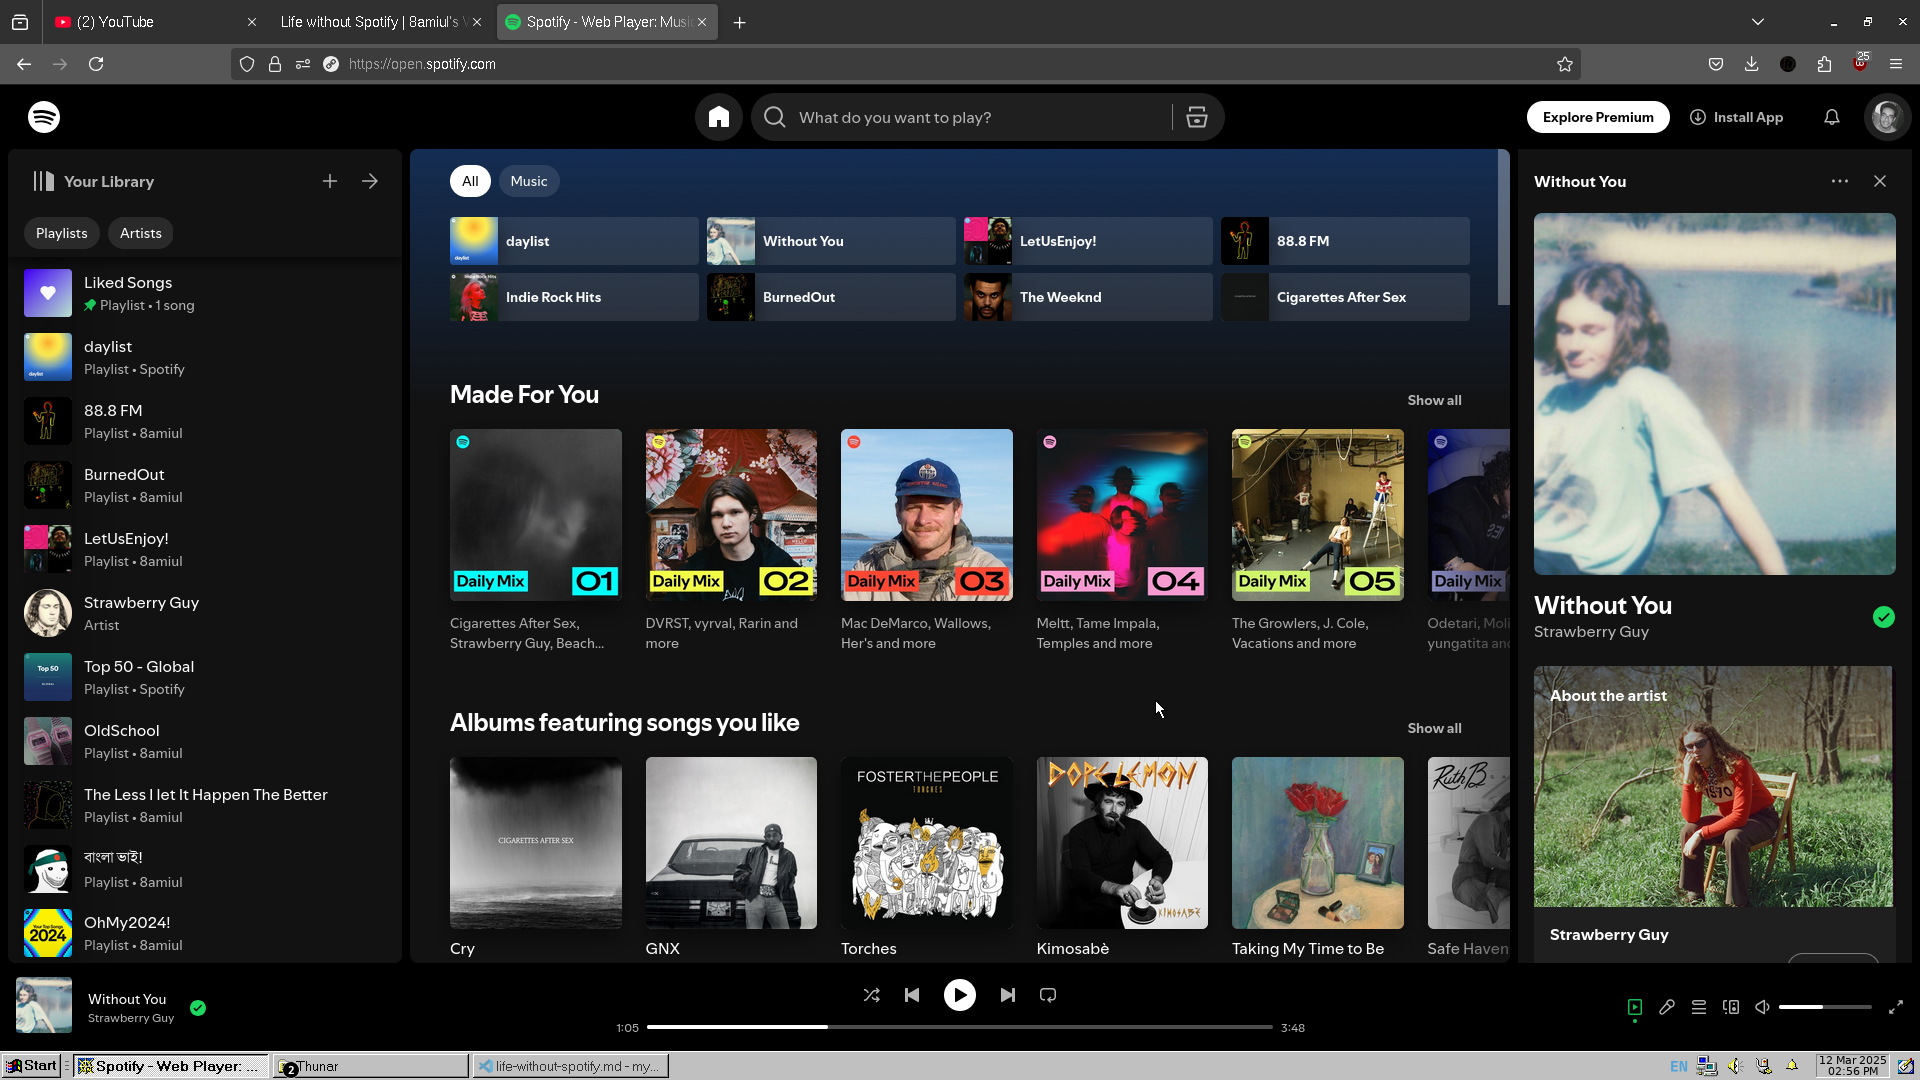 (2) YouTube
Life without Spotify | 8amiul's
Spotify - Web Player: Musi
https://open.spotify.com
25
What do you want to play?
Explore Premium
Install App
Your Library
Playlists
Artists
Liked Songs
Playlist • 1 song
daylist
Playlist • Spotify
88.8 FM
Playlist • 8amiul
BurnedOut
Playlist • 8amiul
LetUsEnjoy!
Playlist • 8amiul
Strawberry Guy
Artist
Top 50
Top 50 - Global
Playlist • Spotify
OldSchool
Playlist • 8amiul
The Less I let It Happen The Better
Playlist • 8amiul
বাংলা ভাই!
Playlist • 8amiul
2024
OhMy2024!
Playlist • 8amiul
All
Music
daylist
Without You
LetUsEnjoy!
88.8 FM
Indie Rock Hits
BurnedOut
The Weeknd
Cigarettes After Sex
Made For You
Show all
Daily Mix 01
Daily Mix 02
Daily Mix 03
Daily Mix 04
Daily Mix 05
Daily Mix
Cigarettes After Sex,
Strawberry Guy, Beach...
DVRST, vyrval, Rarin and
more
Mac DeMarco, Wallows,
Her's and more
Meltt, Tame Impala,
Temples and more
The Growlers, J. Cole,
Vacations and more
Odetari, Moli
yungatita and
Albums featuring songs you like
Show all
CIGARETTES AFTER SEX
FOSTERTHEPEOPLE
TORCHES
DOPE LEMON
KIMOSABÈ
Ruth B.
Cry
GNX
Torches
Kimosabè
Taking My Time to Be
Safe Haven
Without You
Without You
Strawberry Guy
About the artist
1970
Strawberry Guy
Without You
Strawberry Guy
1:05
3:48
Start
Spotify - Web Player: ...
2
Thunar
life-without-spotify.md - my...
EN
12 Mar 2025
02:56 PM